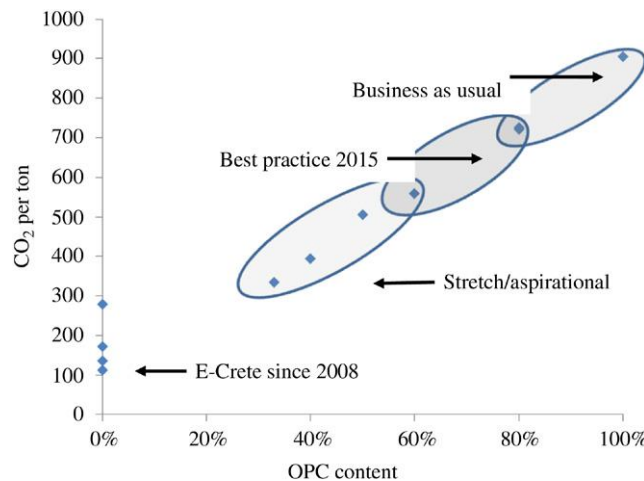 1000
900
Business as usual
800
700
Best practice 2015
600
CO₂ per ton
500
400
Stretch/aspirational
300
200
E-Crete since 2008
100
0
0% 20% 40% 60% 80% 100%
OPC content